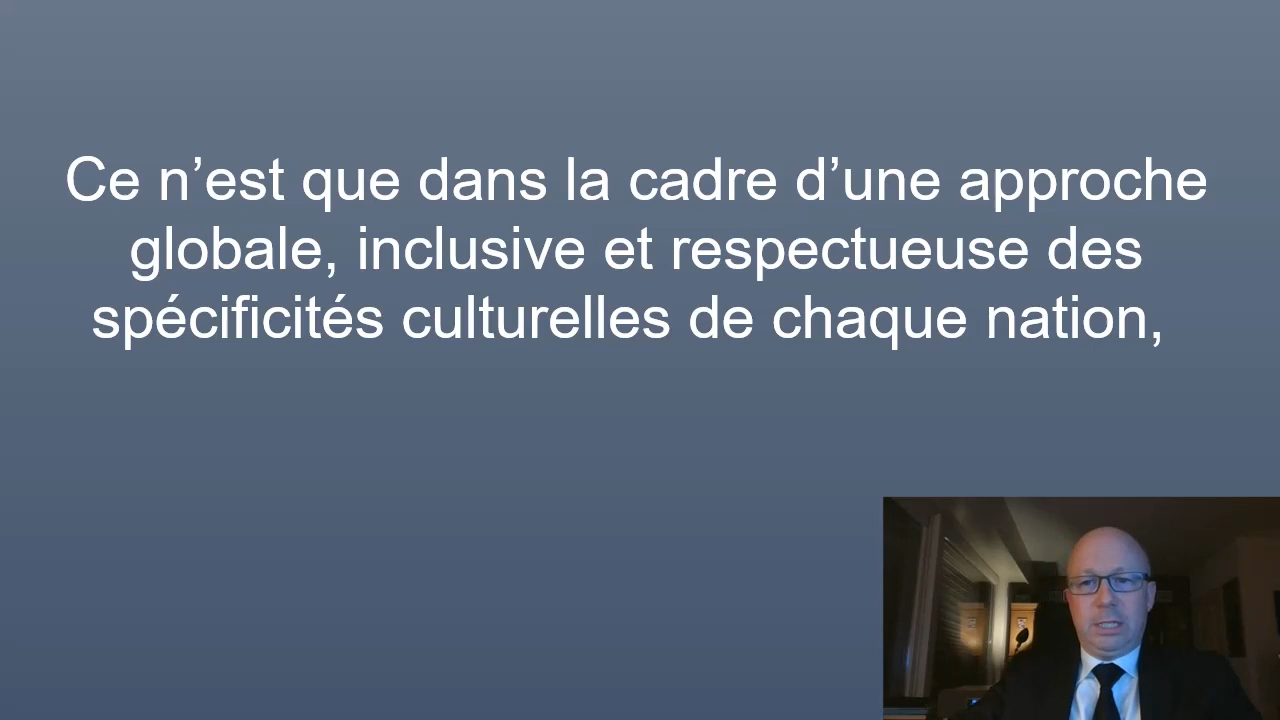 Ce n’est que dans la cadre d’une approche
globale, inclusive et respectueuse des
spécificités culturelles de chaque nation,